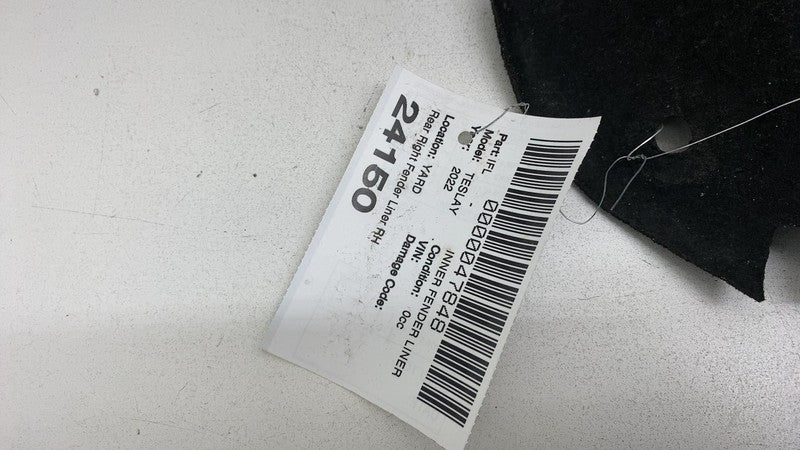 0000047848
Part: IFL INNER FENDER LINER
Model: TESLAY Condition: 0cc
Year: 2022 VIN:
- Damage Code:
Location: YARD
Rear Right Fender Liner RH
24150